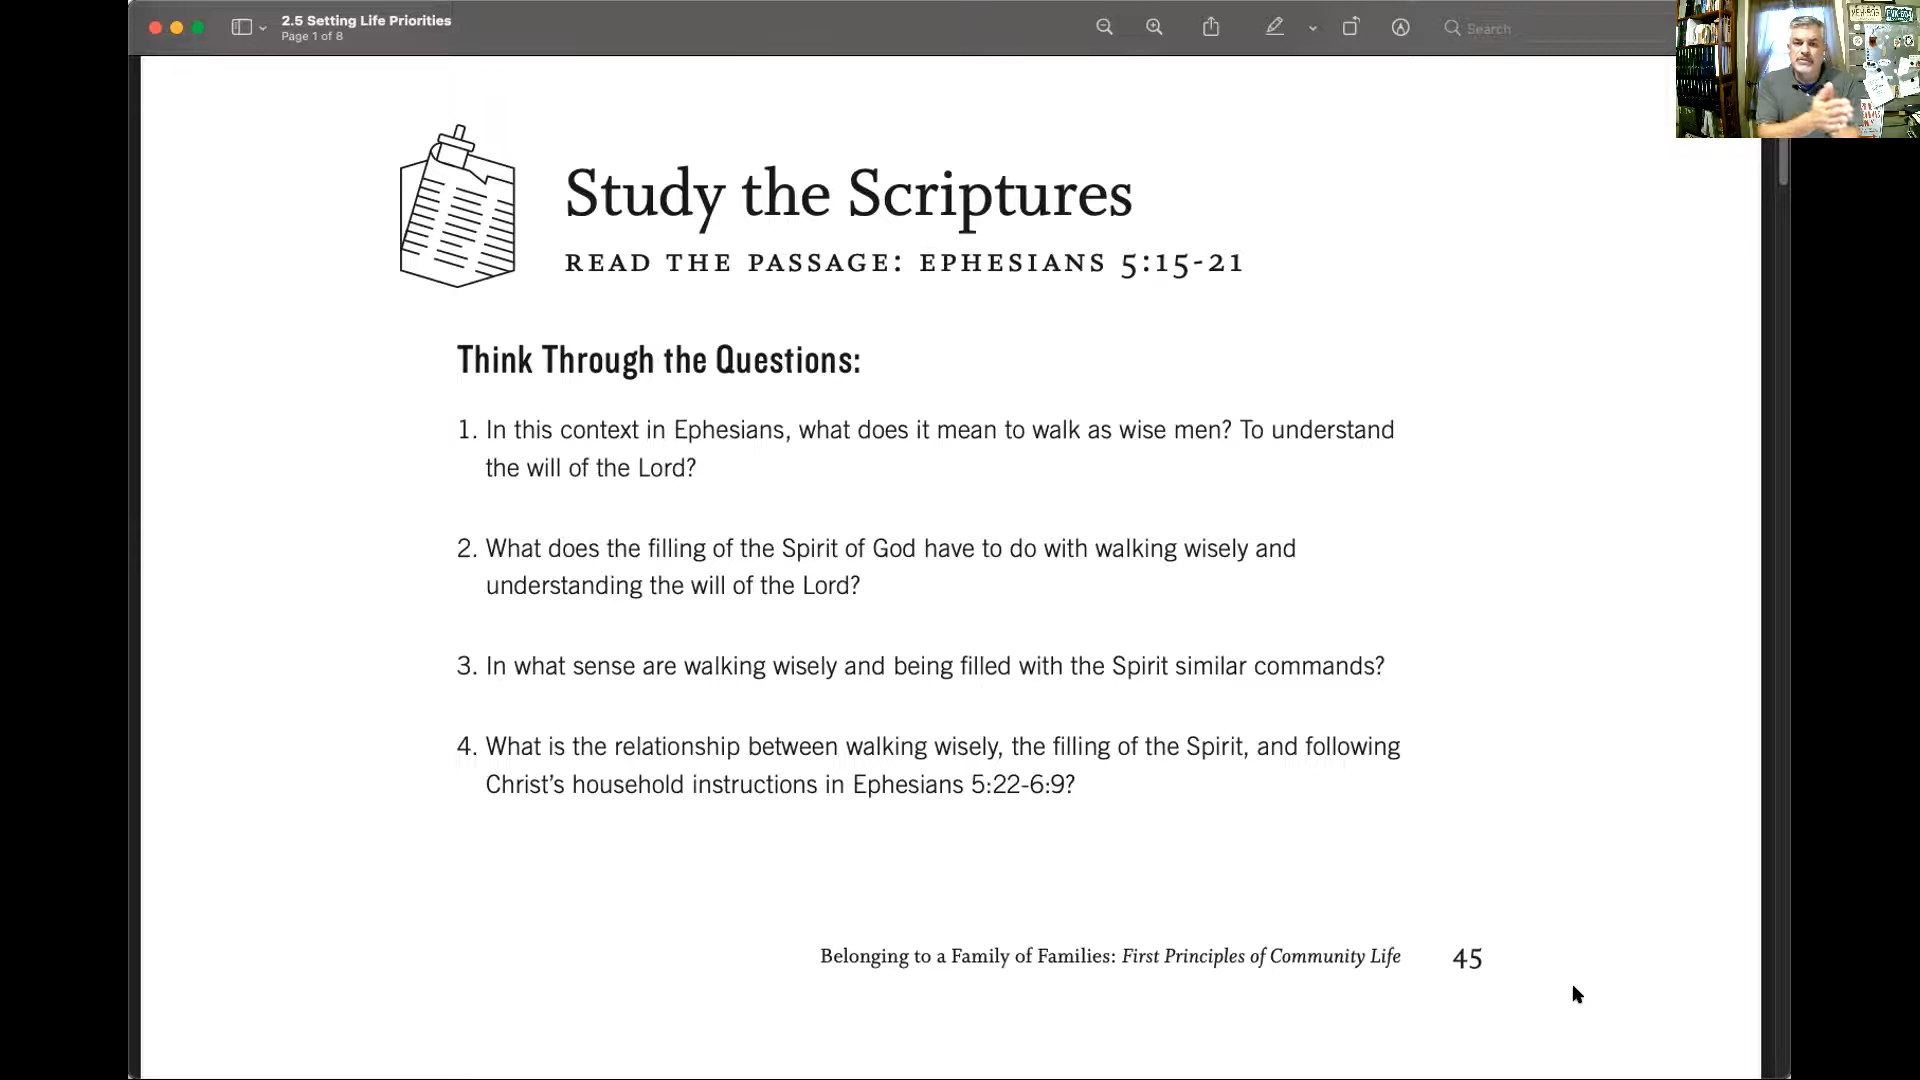 2.5 Setting Life Priorities
Page 1 of 8
Search
Study the Scriptures
READ THE PASSAGE: EPHESIANS 5:15-21
Think Through the Questions:
1. In this context in Ephesians, what does it mean to walk as wise men? To understand
the will of the Lord?
2. What does the filling of the Spirit of God have to do with walking wisely and
understanding the will of the Lord?
3. In what sense are walking wisely and being filled with the Spirit similar commands?
4. What is the relationship between walking wisely, the filling of the Spirit, and following
Christ’s household instructions in Ephesians 5:22-6:9?
Belonging to a Family of Families: First Principles of Community Life 45